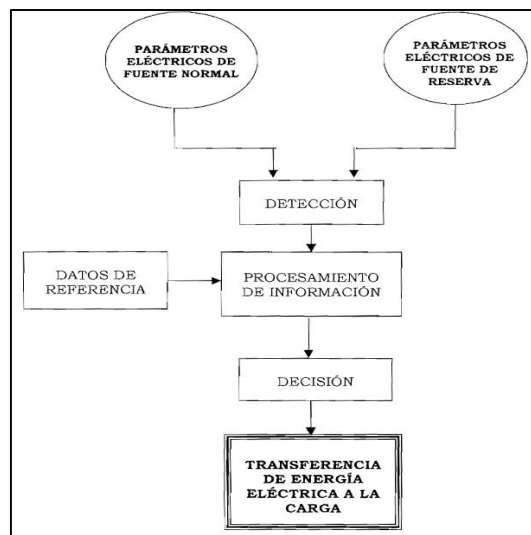 PARÁMETROS
ELÉCTRICOS DE
FUENTE NORMAL
PARÁMETROS
ELÉCTRICOS DE
FUENTE DE
RESERVA
DETECCIÓN
DATOS DE
REFERENCIA
PROCESAMIENTO
DE INFORMACIÓN
DECISIÓN
TRANSFERENCIA
DE ENERGÍA
ELÉCTRICA A LA
CARGA